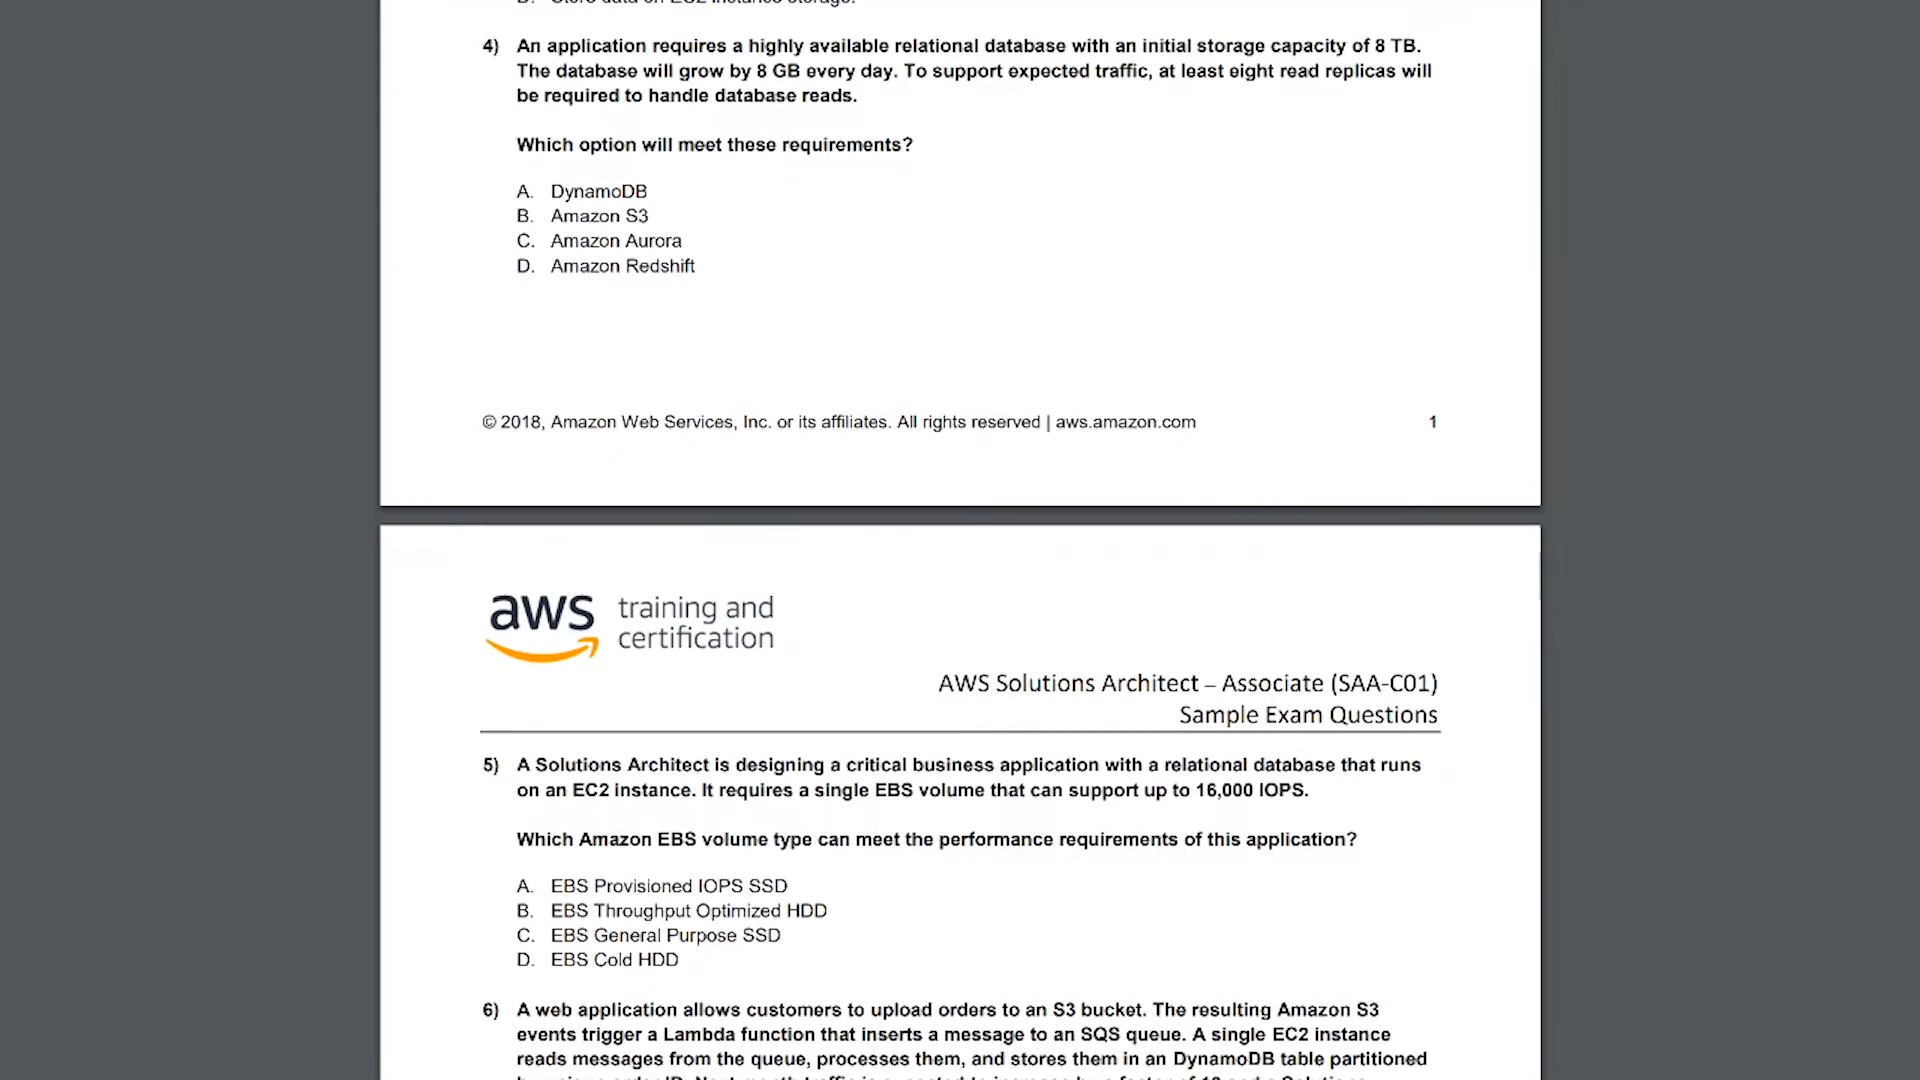 4) An application requires a highly available relational database with an initial storage capacity of 8 TB.
The database will grow by 8 GB every day. To support expected traffic, at least eight read replicas will
be required to handle database reads.
Which option will meet these requirements?
A. DynamoDB
B. Amazon S3
C. Amazon Aurora
D. Amazon Redshift
© 2018, Amazon Web Services, Inc. or its affiliates. All rights reserved | aws.amazon.com 1
aws training and
certification
AWS Solutions Architect – Associate (SAA-C01)
Sample Exam Questions
5) A Solutions Architect is designing a critical business application with a relational database that runs
on an EC2 instance. It requires a single EBS volume that can support up to 16,000 IOPS.
Which Amazon EBS volume type can meet the performance requirements of this application?
A. EBS Provisioned IOPS SSD
B. EBS Throughput Optimized HDD
C. EBS General Purpose SSD
D. EBS Cold HDD
6) A web application allows customers to upload orders to an S3 bucket. The resulting Amazon S3
events trigger a Lambda function that inserts a message to an SQS queue. A single EC2 instance
reads messages from the queue, processes them, and stores them in an DynamoDB table partitioned